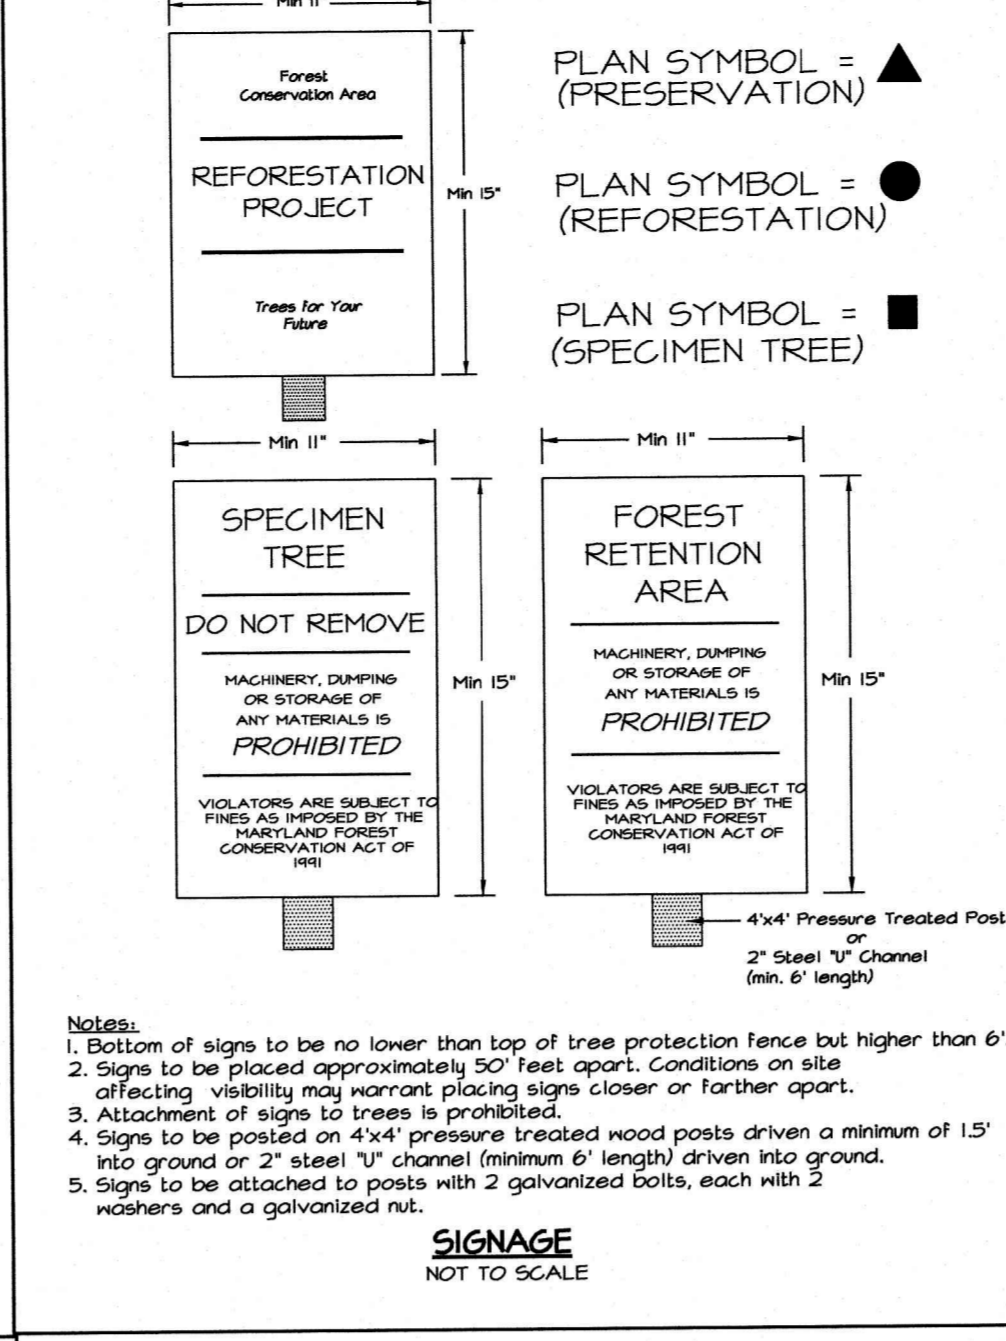 Min 11"
Forest
Conservation Area
REFORESTATION
PROJECT
Trees for Your
Future
Min 15"
PLAN SYMBOL =
(PRESERVATION)
PLAN SYMBOL =
(REFORESTATION)
PLAN SYMBOL =
(SPECIMEN TREE)
Min 11"
SPECIMEN
TREE
DO NOT REMOVE
MACHINERY, DUMPING
OR STORAGE OF
ANY MATERIALS IS
PROHIBITED
VIOLATORS ARE SUBJECT TO
FINES AS IMPOSED BY THE
MARYLAND FOREST
CONSERVATION ACT OF
1991
Min 15"
Min 11"
FOREST
RETENTION
AREA
MACHINERY, DUMPING
OR STORAGE OF
ANY MATERIALS IS
PROHIBITED
VIOLATORS ARE SUBJECT TO
FINES AS IMPOSED BY THE
MARYLAND FOREST
CONSERVATION ACT OF
1991
Min 15"
4'x4' Pressure Treated Post
or
2" Steel "U" Channel
(min. 6' length)
Notes:
1. Bottom of signs to be no lower than top of tree protection fence but higher than 6'
2. Signs to be placed approximately 50' feet apart. Conditions on site
affecting visibility may warrant placing signs closer or farther apart.
3. Attachment of signs to trees is prohibited.
4. Signs to be posted on 4'x4' pressure treated wood posts driven a minimum of 1.5'
into ground or 2" steel "U" channel (minimum 6' length) driven into ground.
5. Signs to be attached to posts with 2 galvanized bolts, each with 2
washers and a galvanized nut.
SIGNAGE
NOT TO SCALE